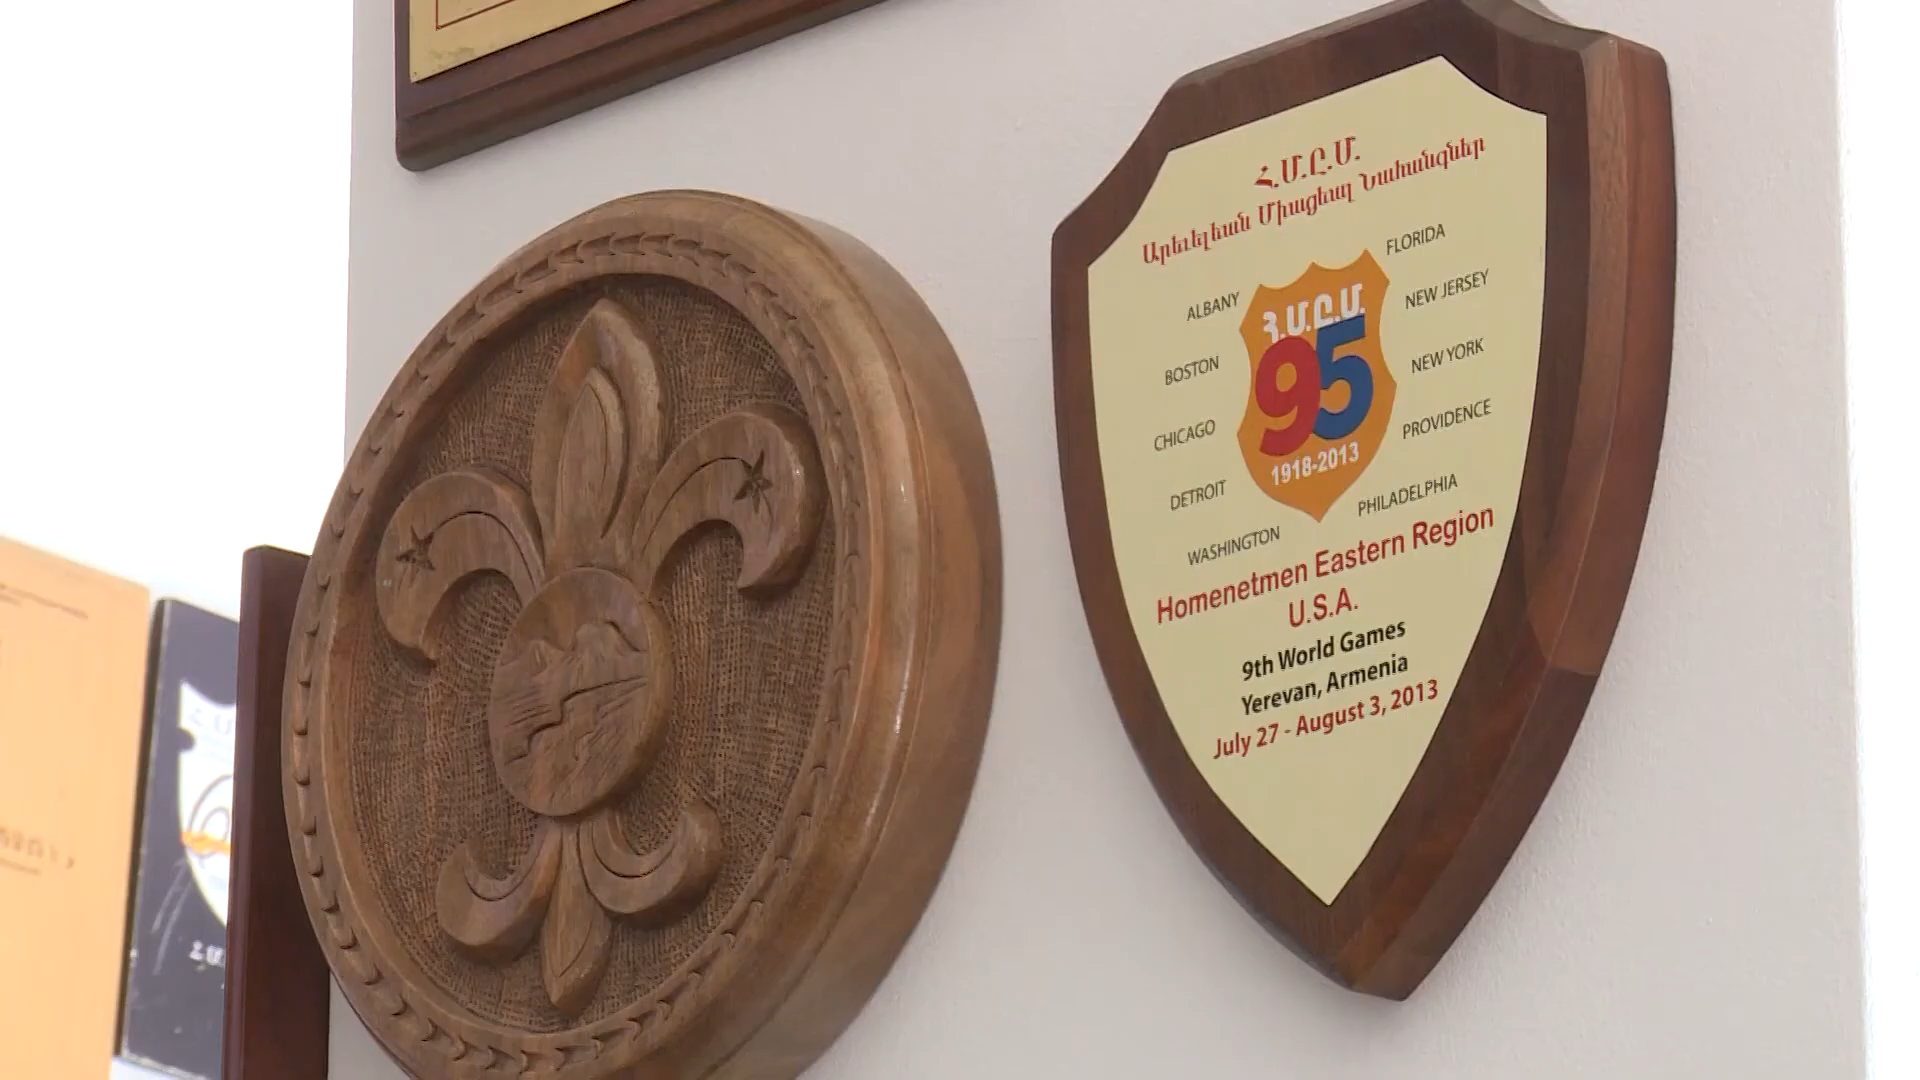 Հ.Մ.Ը.Մ.
Արեւելեան Միացեալ Նահանգներ
FLORIDA
ALBANY
NEW JERSEY
BOSTON
NEW YORK
CHICAGO
PROVIDENCE
DETROIT
PHILADELPHIA
WASHINGTON
Հ.Մ.Ը.Մ.
95
1918-2013
Homenetmen Eastern Region
U.S.A.
9th World Games
Yerevan, Armenia
July 27 - August 3, 2013